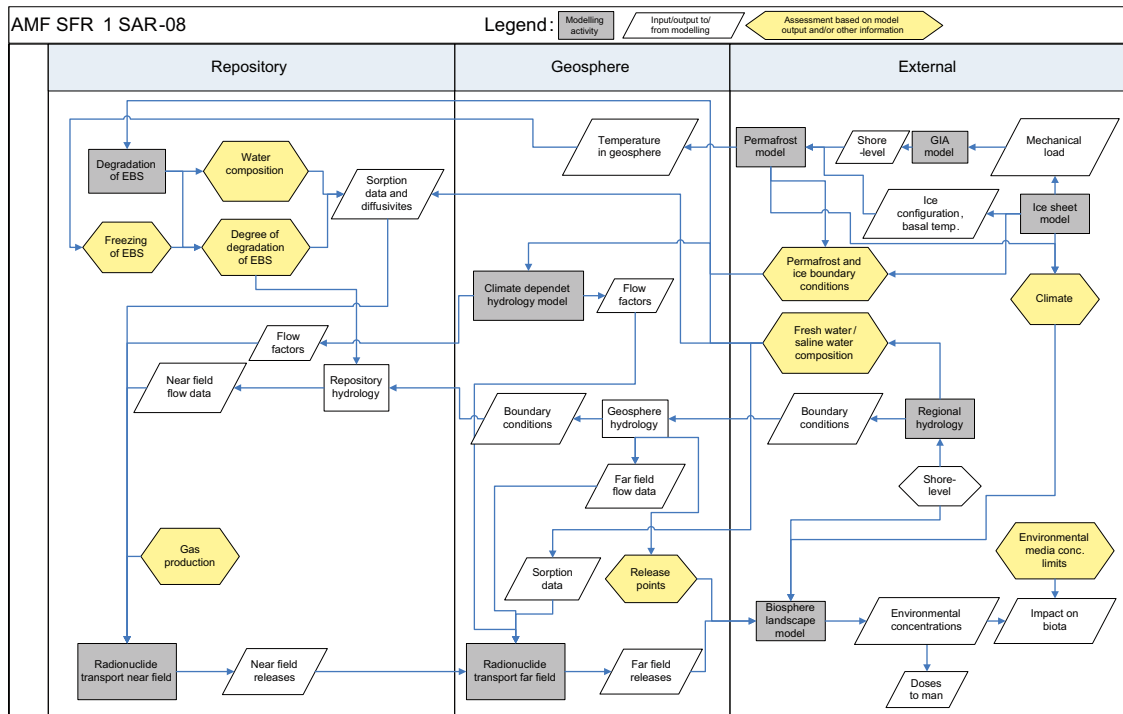 AMF SFR 1 SAR-08
Legend:
Modelling
activity
Input/output to/
from modelling
Assessment based on model
output and/or other information
Repository
Geosphere
External
Degradation
of EBS
Water
composition
Sorption
data and
diffusivites
Freezing
of EBS
Degree of
degradation
of EBS
Flow
factors
Near field
flow data
Repository
hydrology
Gas
production
Radionuclide
transport near field
Near field
releases
Temperature
in geosphere
Climate dependet
hydrology model
Flow
factors
Boundary
conditions
Geosphere
hydrology
Far field
flow data
Sorption
data
Release
points
Radionuclide
transport far field
Far field
releases
Permafrost
model
Shore
-level
GIA
model
Mechanical
load
Ice
configuration,
basal temp.
Ice sheet
model
Permafrost and
ice boundary
conditions
Climate
Fresh water /
saline water
composition
Boundary
conditions
Regional
hydrology
Shore-
level
Environmental
media conc.
limits
Biosphere
landscape
model
Environmental
concentrations
Impact on
biota
Doses
to man